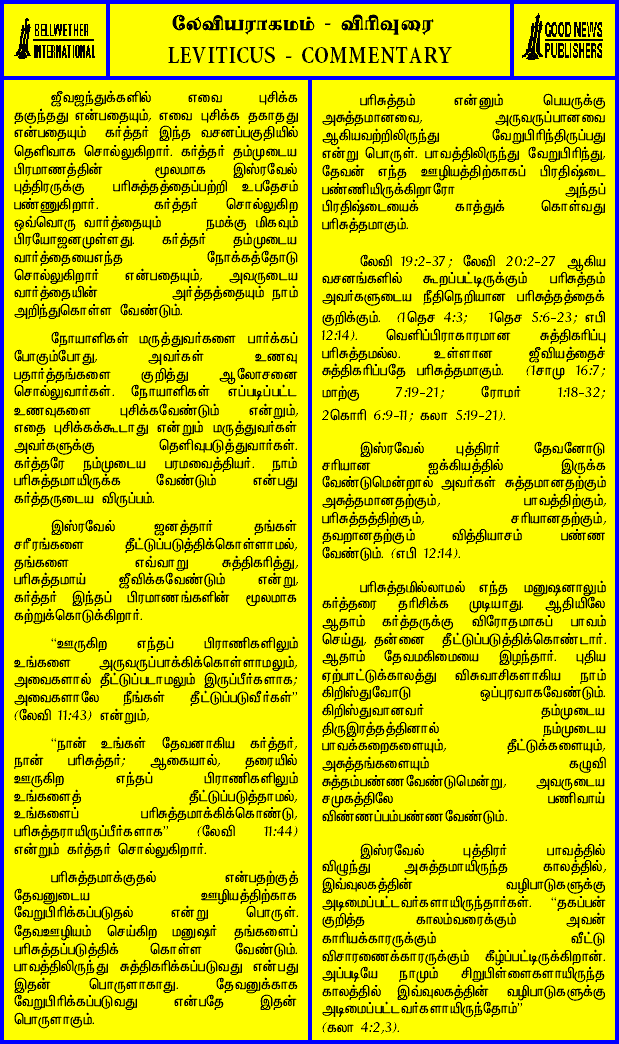 BELLWETHER
INTERNATIONAL
லேவியராகமம் - விரிவுரை
LEVITICUS - COMMENTARY
GOOD NEWS
PUBLISHERS
ஜீவஜந்துக்களில் எவை புசிக்க
தகுந்தது என்பதையும், எவை புசிக்க தகாதது
என்பதையும் கர்த்தர் இந்த வசனப்பகுதியில்
தெளிவாக சொல்லுகிறார். கர்த்தர் தம்முடைய
பிரமாணத்தின் மூலமாக இஸ்ரவேல்
புத்திரருக்கு பரிசுத்தத்தைப்பற்றி உபதேசம்
பண்ணுகிறார். கர்த்தர் சொல்லுகிற
ஒவ்வொரு வார்த்தையும் நமக்கு மிகவும்
பிரயோஜனமுள்ளது. கர்த்தர் தம்முடைய
வார்த்தையைஎந்த நோக்கத்தோடு
சொல்லுகிறார் என்பதையும், அவருடைய
வார்த்தையின் அர்த்தத்தையும் நாம்
அறிந்துகொள்ள வேண்டும்.
நோயாளிகள் மருத்துவர்களை பார்க்கப்
போகும்போது, அவர்கள் உணவு
பதார்த்தங்களை குறித்து ஆலோசனை
சொல்லுவார்கள். நோயாளிகள் எப்படிப்பட்ட
உணவுகளை புசிக்கவேண்டும் என்றும்,
எதை புசிக்கக்கூடாது என்றும் மருத்துவர்கள்
அவர்களுக்கு தெளிவுபடுத்துவார்கள்.
கர்த்தரே நம்முடைய பரமவைத்தியர். நாம்
பரிசுத்தமாயிருக்க வேண்டும் என்பது
கர்த்தருடைய விருப்பம்.
இஸ்ரவேல் ஜனத்தார் தங்கள்
சரீரங்களை தீட்டுப்படுத்திக்கொள்ளாமல்,
தங்களை எவ்வாறு சுத்திகரித்து,
பரிசுத்தமாய் ஜீவிக்கவேண்டும் என்று,
கர்த்தர் இந்தப் பிரமாணங்களின் மூலமாக
கற்றுக்கொடுக்கிறார்.
“ஊருகிற எந்தப் பிராணிகளிலும்
உங்களை அருவருப்பாக்கிக்கொள்ளாமலும்,
அவைகளால் தீட்டுப்படாமலும் இருப்பீர்களாக;
அவைகளாலே நீங்கள் தீட்டுப்படுவீர்கள்”
(லேவி 11:43) என்றும்,
“நான் உங்கள் தேவனாகிய கர்த்தர்,
நான் பரிசுத்தர்; ஆகையால், தரையில்
ஊருகிற எந்தப் பிராணிகளிலும்
உங்களைத் தீட்டுப்படுத்தாமல்,
உங்களைப் பரிசுத்தமாக்கிக்கொண்டு,
பரிசுத்தராயிருப்பீர்களாக” (லேவி 11:44)
என்றும் கர்த்தர் சொல்லுகிறார்.
பரிசுத்தமாக்குதல் என்பதற்குத்
தேவனுடைய ஊழியத்திற்காக
வேறுபிரிக்கப்படுதல் என்று பொருள்.
தேவஊழியம் செய்கிற மனுஷர் தங்களைப்
பரிசுத்தப்படுத்திக் கொள்ள வேண்டும்.
பாவத்திலிருந்து சுத்திகரிக்கப்படுவது என்பது
இதன் பொருளாகாது. தேவனுக்காக
வேறுபிரிக்கப்படுவது என்பதே இதன்
பொருளாகும்.
பரிசுத்தம் என்னும் பெயருக்கு
அசுத்தமானவை, அருவருப்பானவை
ஆகியவற்றிலிருந்து வேறுபிரிந்திருப்பது
என்று பொருள். பாவத்திலிருந்து வேறுபிரிந்து,
தேவன் எந்த ஊழியத்திற்காகப் பிரதிஷ்டை
பண்ணியிருக்கிறாரோ அந்தப்
பிரதிஷ்டையைக் காத்துக் கொள்வது
பரிசுத்தமாகும்.
லேவி 19:2-37; லேவி 20:2-27 ஆகிய
வசனங்களில் கூறப்பட்டிருக்கும் பரிசுத்தம்
அவர்களுடைய நீதிநெறியான பரிசுத்தத்தைக்
குறிக்கும். (1தெச 4:3; 1தெச 5:6-23; எபி
12:14). வெளிப்பிராகாரமான சுத்திகரிப்பு
பரிசுத்தமல்ல. உள்ளான ஜீவியத்தைச்
சுத்திகரிப்பதே பரிசுத்தமாகும். (1சாமு 16:7;
மாற்கு 7:19-21; ரோமர் 1:18-32;
2கொரி 6:9-11; கலா 5:19-21).
இஸ்ரவேல் புத்திரர் தேவனோடு
சரியான ஐக்கியத்தில் இருக்க
வேண்டுமென்றால் அவர்கள் சுத்தமானதற்கும்
அசுத்தமானதற்கும், பாவத்திற்கும்,
பரிசுத்தத்திற்கும், சரியானதற்கும்,
தவறானதற்கும் வித்தியாசம் பண்ண
வேண்டும். (எபி 12:14).
பரிசுத்தமில்லாமல் எந்த மனுஷனாலும்
கர்த்தரை தரிசிக்க முடியாது. ஆதியிலே
ஆதாம் கர்த்தருக்கு விரோதமாகப் பாவம்
செய்து, தன்னை தீட்டுப்படுத்திக்கொண்டார்.
ஆதாம் தேவமகிமையை இழந்தார். புதிய
ஏற்பாட்டுக்காலத்து விசுவாசிகளாகிய நாம்
கிறிஸ்துவோடு ஒப்புரவாகவேண்டும்.
கிறிஸ்துவானவர் தம்முடைய
திருஇரத்தத்தினால் நம்முடைய
பாவக்கறைகளையும், தீட்டுக்களையும்,
அசுத்தங்களையும் கழுவி
சுத்தம்பண்ணவேண்டுமென்று, அவருடைய
சமுகத்திலே பணிவாய்
விண்ணப்பம்பண்ணவேண்டும்.
இஸ்ரவேல் புத்திரர் பாவத்தில்
விழுந்து அசுத்தமாயிருந்த காலத்தில்,
இவ்வுலகத்தின் வழிபாடுகளுக்கு
அடிமைப்பட்டவர்களாயிருந்தார்கள். “தகப்பன்
குறித்த காலம்வரைக்கும் அவன்
காரியக்காரருக்கும் வீட்டு
விசாரணைக்காரருக்கும் கீழ்ப்பட்டிருக்கிறான்.
அப்படியே நாமும் சிறுபிள்ளைகளாயிருந்த
காலத்தில் இவ்வுலகத்தின் வழிபாடுகளுக்கு
அடிமைப்பட்டவர்களாயிருந்தோம்”
(கலா 4:2,3).